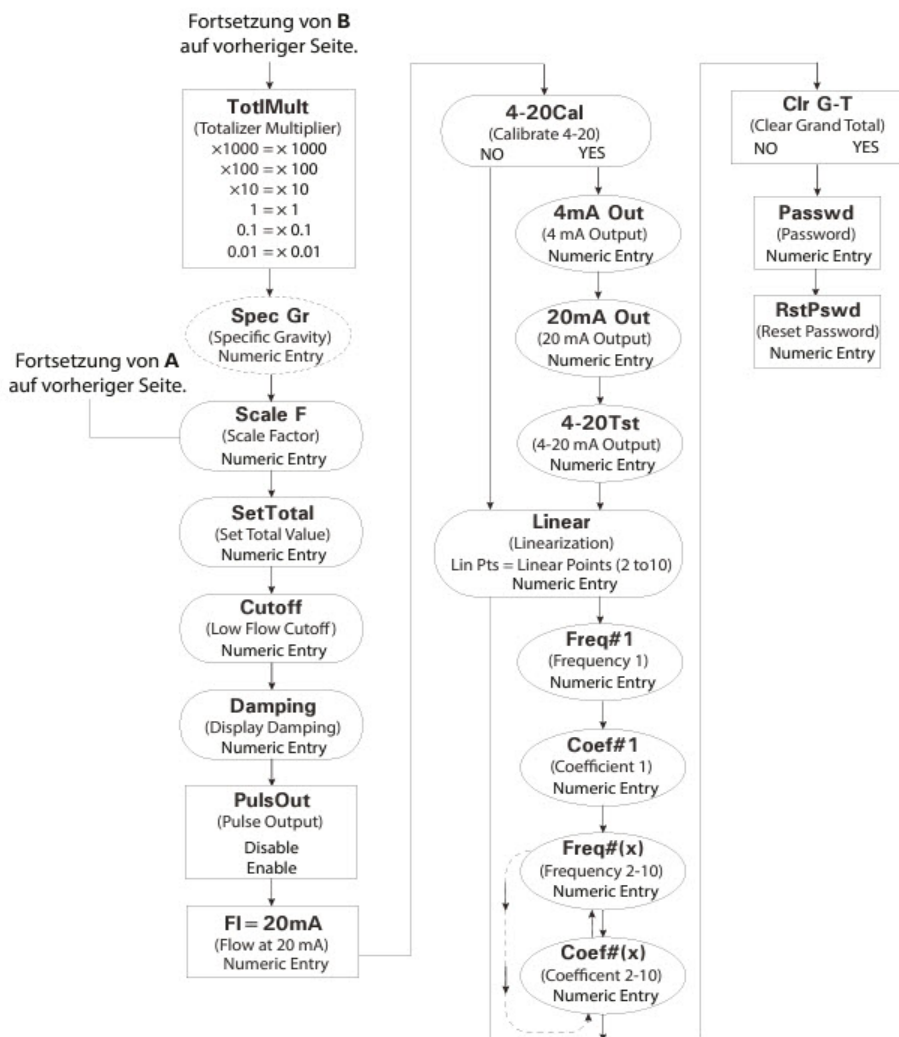 Fortsetzung von B
auf vorheriger Seite.
TotlMult
(Totalizer Multiplier)
×1000 = × 1000
×100 = × 100
×10 = × 10
1 = × 1
0.1 = × 0.1
0.01 = × 0.01
Spec Gr
(Specific Gravity)
Numeric Entry
Fortsetzung von A
auf vorheriger Seite.
Scale F
(Scale Factor)
Numeric Entry
SetTotal
(Set Total Value)
Numeric Entry
Cutoff
(Low Flow Cutoff)
Numeric Entry
Damping
(Display Damping)
Numeric Entry
PulsOut
(Pulse Output)
Disable
Enable
Fl = 20mA
(Flow at 20 mA)
Numeric Entry
4-20Cal
(Calibrate 4-20)
NO YES
4mA Out
(4 mA Output)
Numeric Entry
20mA Out
(20 mA Output)
Numeric Entry
4-20Tst
(4-20 mA Output)
Numeric Entry
Linear
(Linearization)
Lin Pts = Linear Points (2 to10)
Numeric Entry
Freq#1
(Frequency 1)
Numeric Entry
Coef#1
(Coefficient 1)
Numeric Entry
Freq#(x)
(Frequency 2-10)
Numeric Entry
Coef#(x)
(Coefficent 2-10)
Numeric Entry
Clr G-T
(Clear Grand Total)
NO YES
Passwd
(Password)
Numeric Entry
RstPswd
(Reset Password)
Numeric Entry